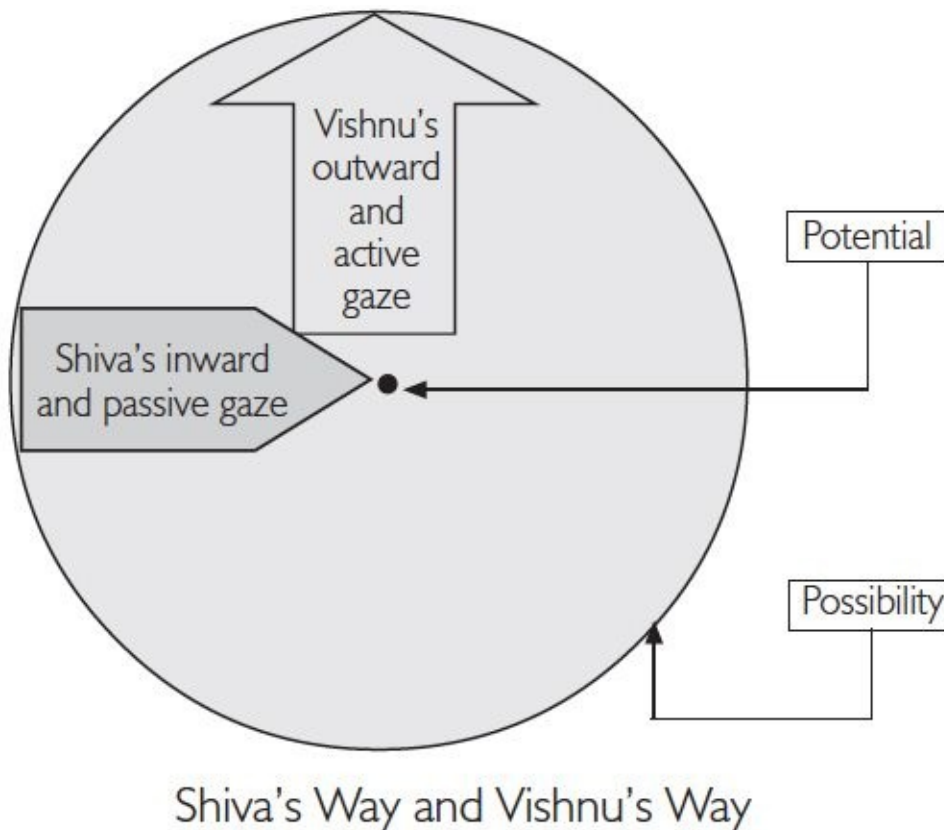 Vishnu's
outward
and
active
gaze
Potential
Shiva's inward
and passive gaze
Possibility
Shiva's Way and Vishnu's Way